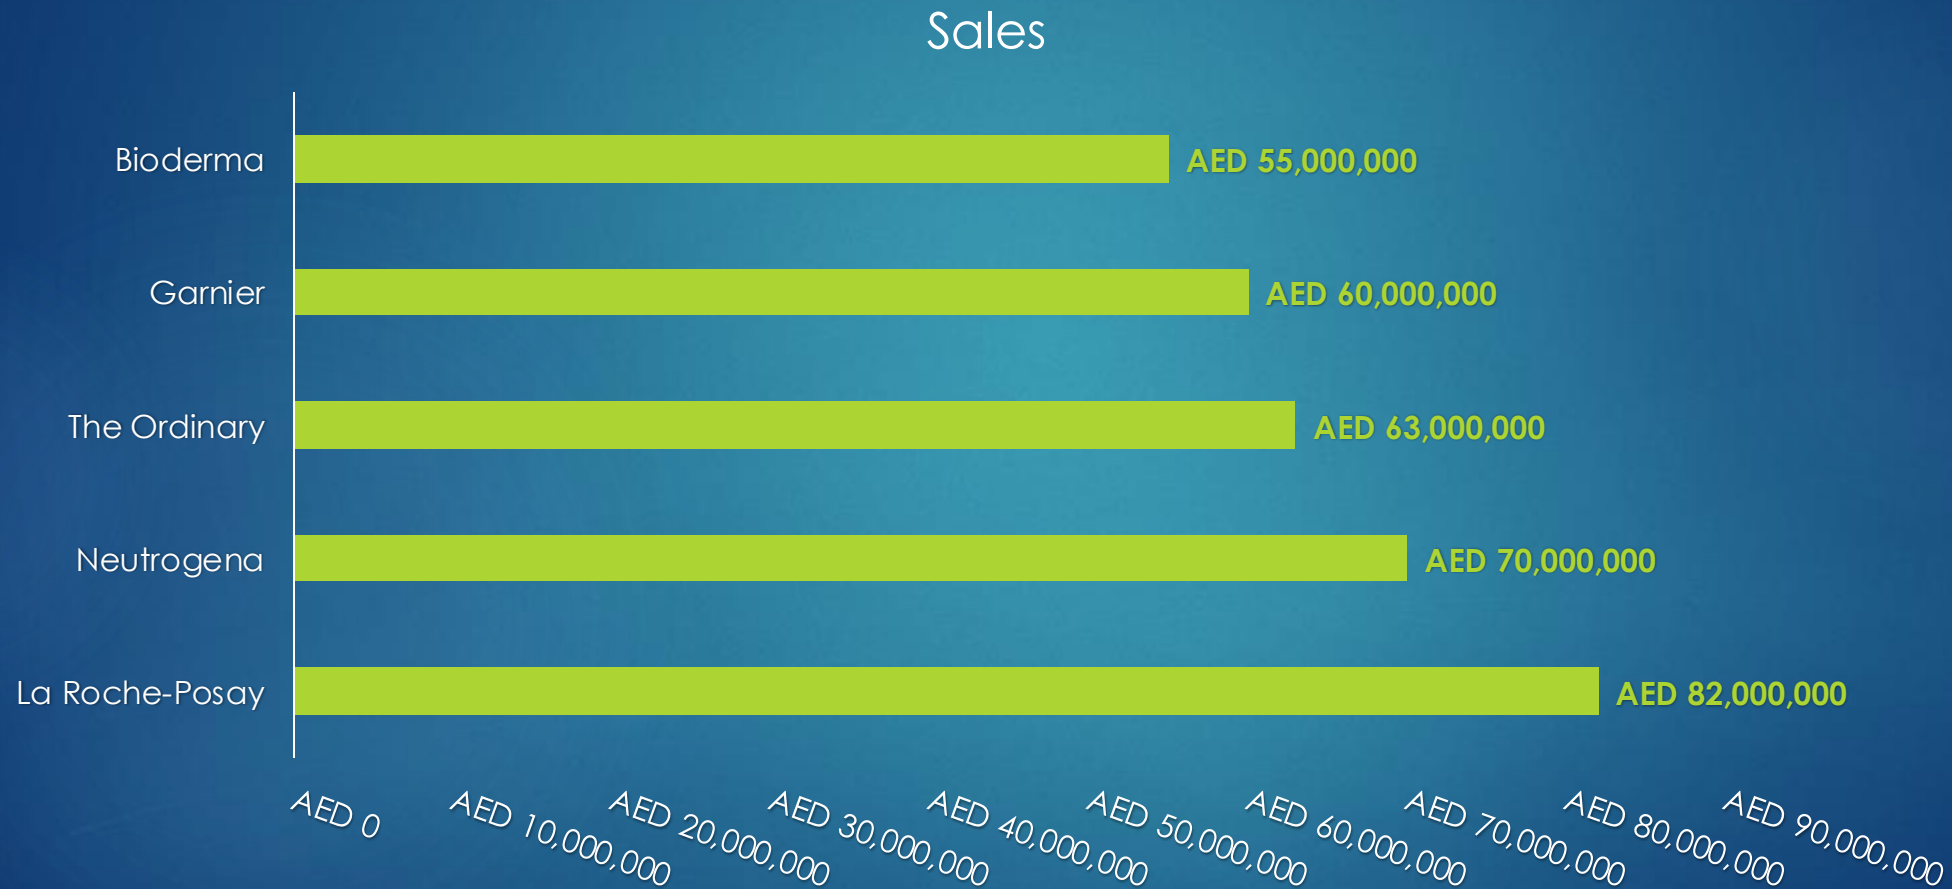 Sales
Bioderma
AED 55,000,000
Garnier
AED 60,000,000
The Ordinary
AED 63,000,000
Neutrogena
AED 70,000,000
La Roche-Posay
AED 82,000,000
AED 0
AED 10,000,000
AED 20,000,000
AED 30,000,000
AED 40,000,000
AED 50,000,000
AED 60,000,000
AED 70,000,000
AED 80,000,000
AED 90,000,000